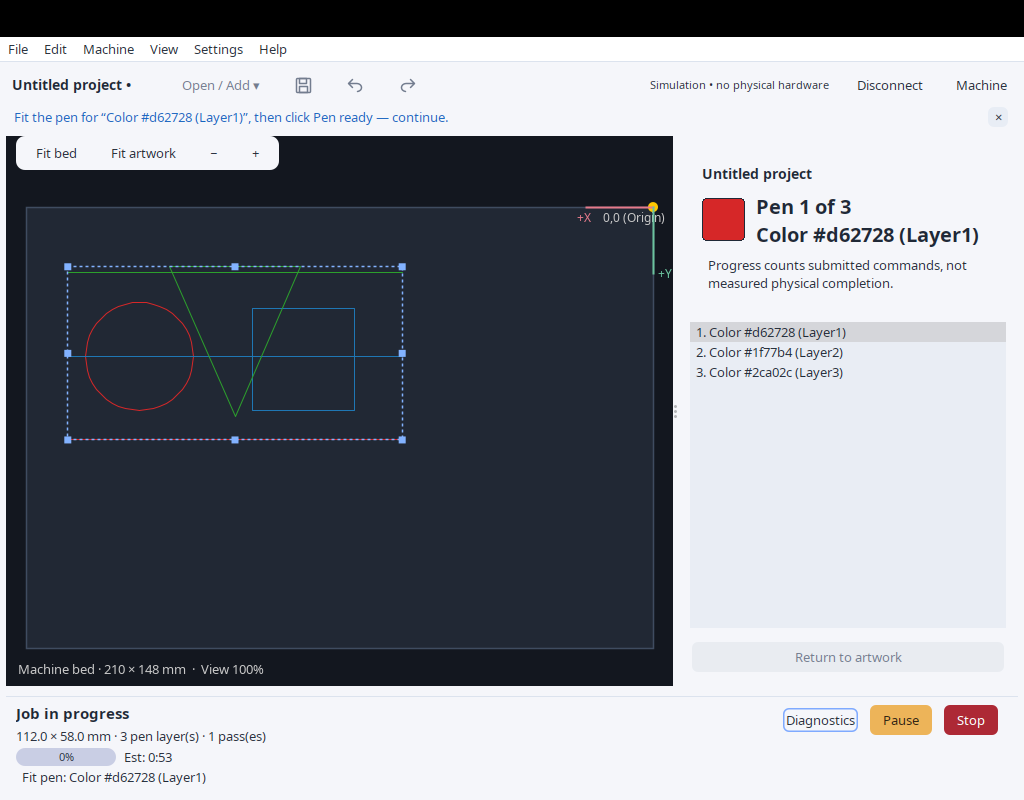 File Edit Machine View Settings Help
Untitled project • Open / Add ▾ Simulation • no physical hardware Disconnect Machine
Fit the pen for “Color #d62728 (Layer1)”, then click Pen ready — continue. ×
Fit bed Fit artwork − +
+X 0,0 (Origin)
+Y
Machine bed · 210 × 148 mm · View 100%
Untitled project
Pen 1 of 3
Color #d62728 (Layer1)
Progress counts submitted commands, not
measured physical completion.
1. Color #d62728 (Layer1)
2. Color #1f77b4 (Layer2)
3. Color #2ca02c (Layer3)
Return to artwork
Job in progress
112.0 × 58.0 mm · 3 pen layer(s) · 1 pass(es)
0% Est: 0:53
Fit pen: Color #d62728 (Layer1)
Diagnostics Pause Stop